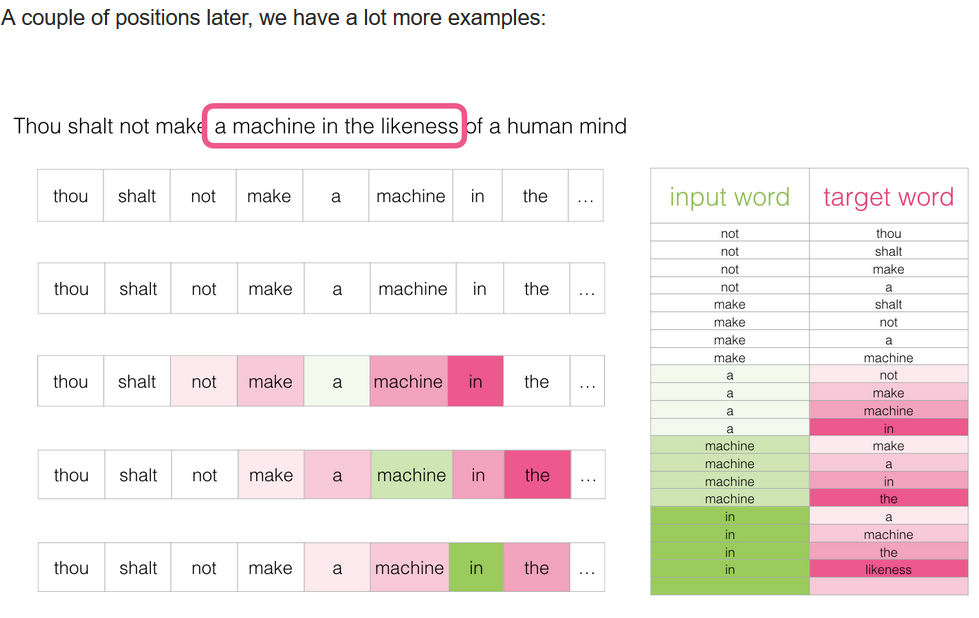 A couple of positions later, we have a lot more examples:
Thou shalt not make a machine in the likeness of a human mind
thou shalt not make a machine in the ...
thou shalt not make a machine in the ...
thou shalt not make a machine in the ...
thou shalt not make a machine in the ...
thou shalt not make a machine in the ...
input word target word
not thou
not shalt
not make
not a
make shalt
make not
make a
make machine
a not
a make
a machine
a in
machine make
machine a
machine in
machine the
in a
in machine
in the
in likeness